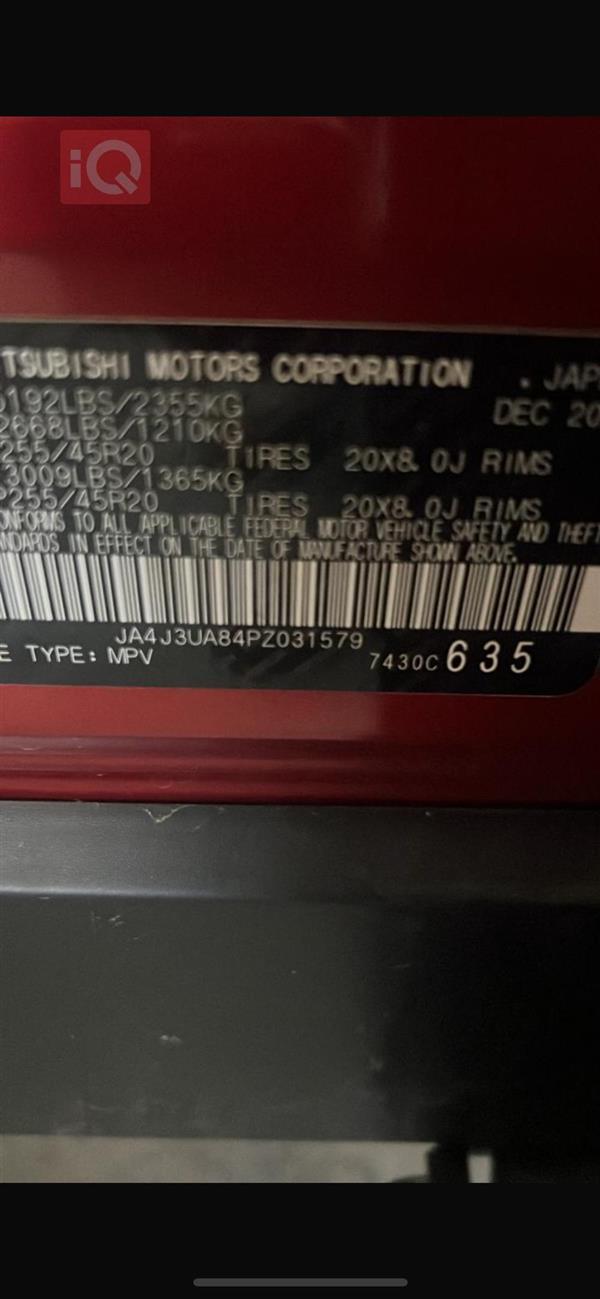 iQ
TSUBISHI MOTORS CORPORATION . JAP
5192LBS/2355KG DEC 20
2668LBS/1210KG
255/45R20 TIRES 20X8.0J RIMS
3009LBS/1365KG
P255/45R20 TIRES 20X8.0J RIMS
ONFORMS TO ALL APPLICABLE FEDERAL MOTOR VEHICLE SAFETY AND THEFT
NDARDS IN EFFECT ON THE DATE OF MANUFACTURE SHOWN ABOVE.
JA4J3UA84PZ031579
E TYPE: MPV 7430C 635